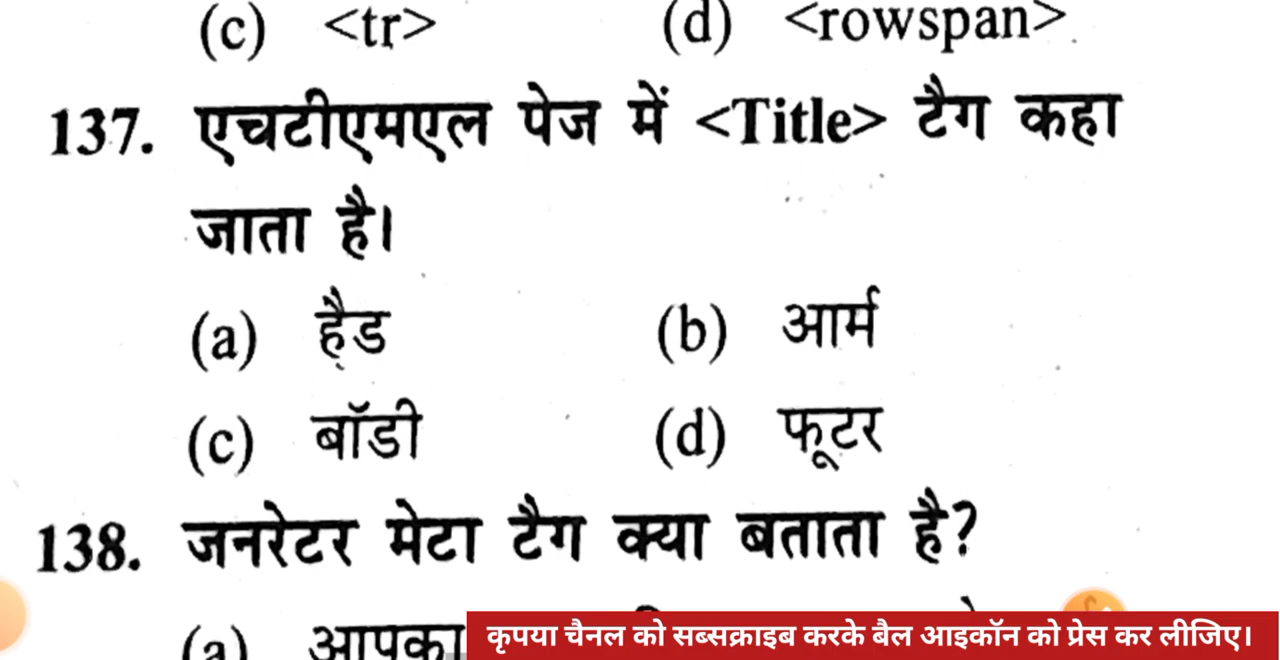 (c) <tr> (d) <rowspan>
137. एचटीएमएल पेज में <Title> टैग कहा
जाता है।
(a) हैड़ (b) आर्म
(c) बॉडी (d) फूटर
138. जनरेटर मेटा टैग क्या बताता है?
(a) आपका
कृपया चैनल को सब्सक्राइब करके बैल आइकॉन को प्रेस कर लीजिए।